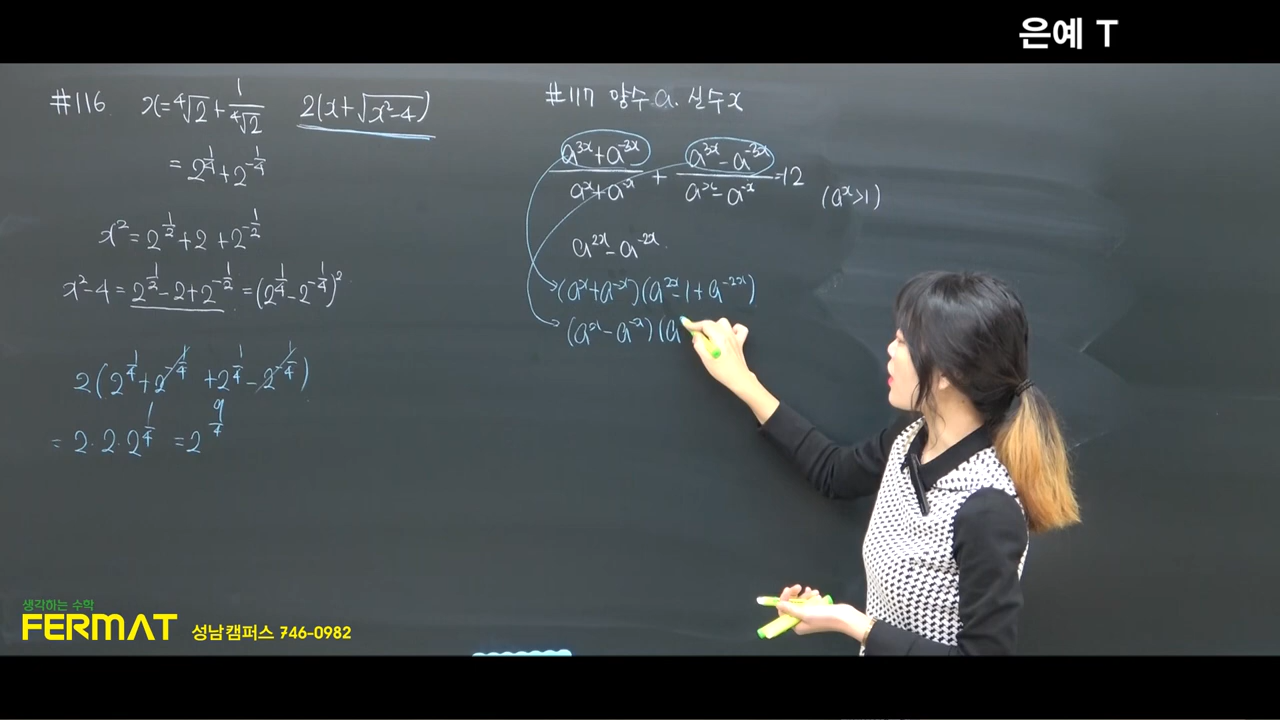 은예 T
#116 x=⁴√2+1/⁴√2 2(x+√(x²-4))
=2^(1/4)+2^(-1/4)
x²=2^(1/2)+2+2^(-1/2)
x²-4=2^(1/2)-2+2^(-1/2)=(2^(1/4)-2^(-1/4))²
2(2^(1/4)+2^(-1/4)+2^(1/4)-2^(-1/4))
=2·2·2^(1/4)=2^(9/4)
#117 양수 a. 실수 x
(a^(3x)+a^(-3x))/(a^x+a^(-x))+(a^(3x)-a^(-3x))/(a^x-a^(-x))=12 (a^x>1)
a^(2x)-a^(-2x).
(a^x+a^(-x))(a^(2x)-1+a^(-2x))
(a^x-a^(-x))(a
생각하는 수학
FERMAT 성남캠퍼스 746-0982